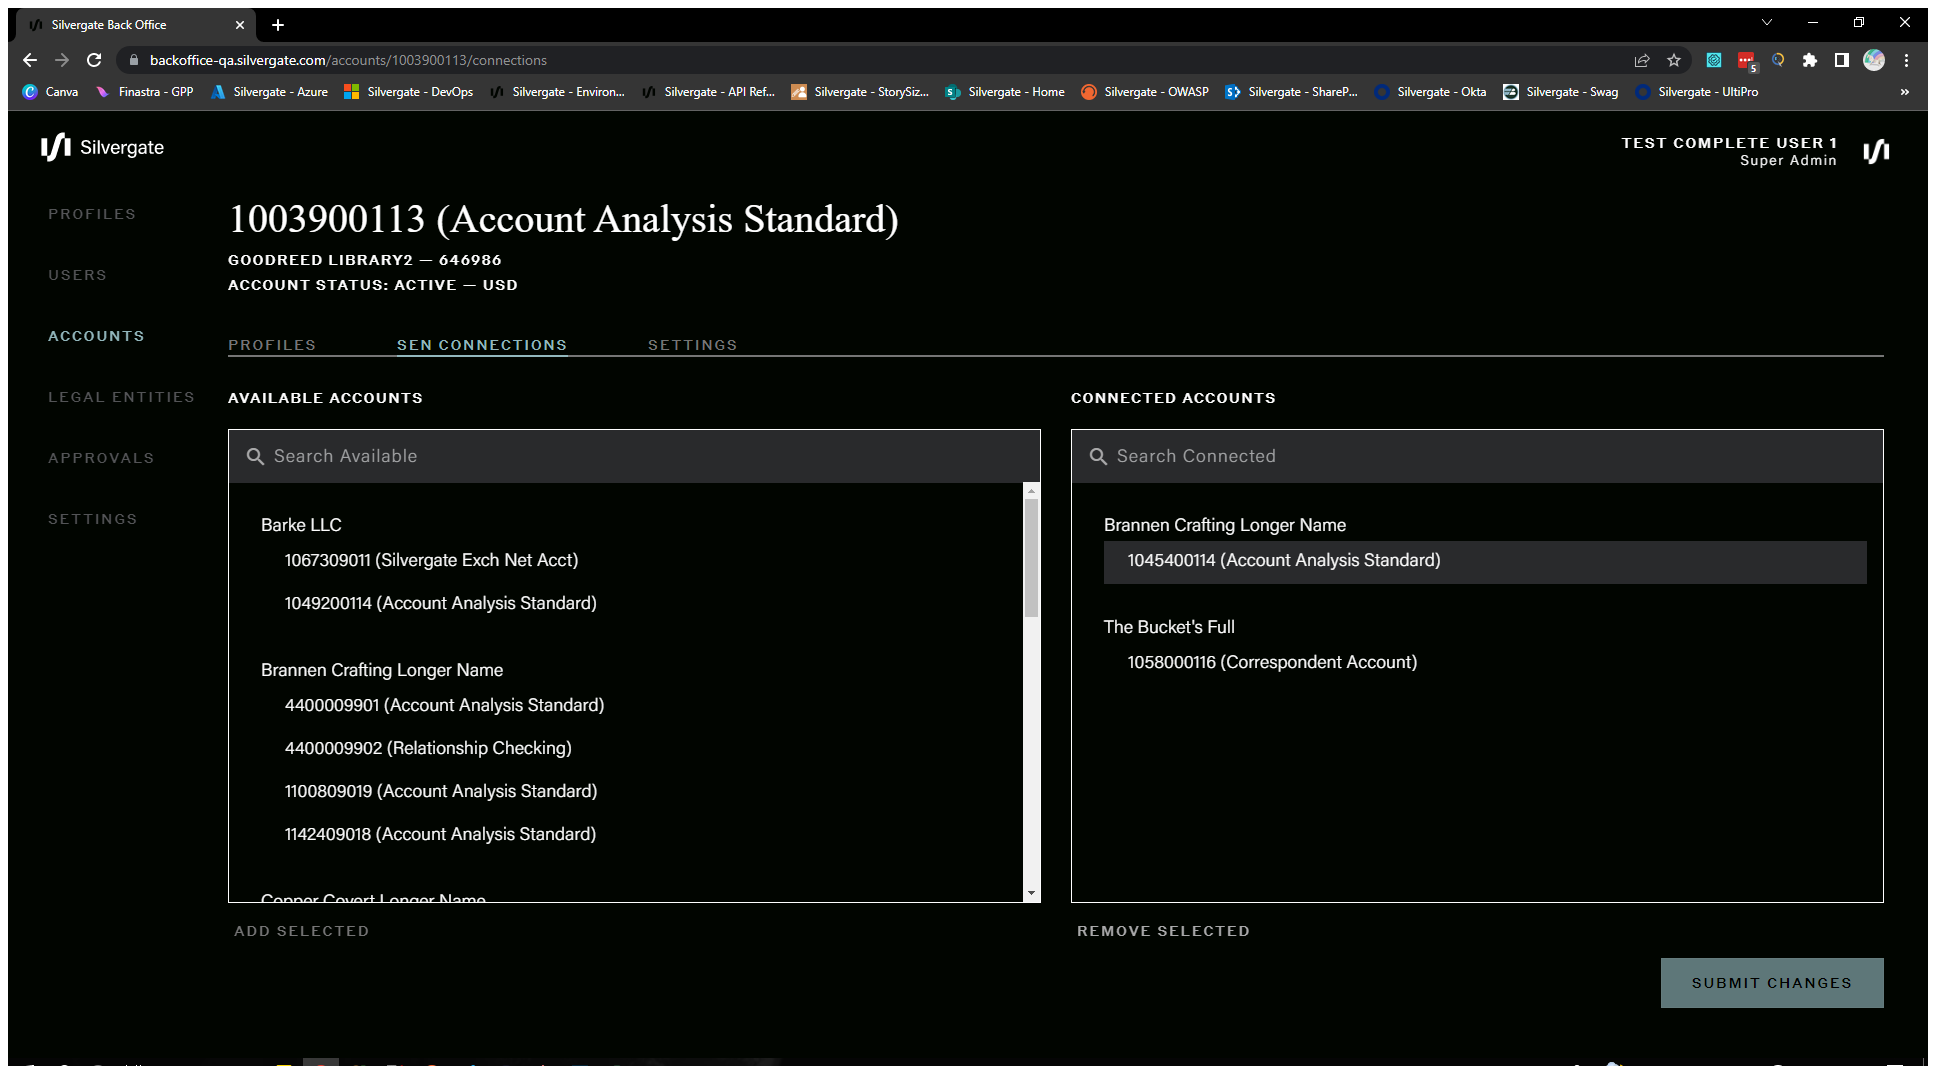 Silvergate Back Office
backoffice-qa.silvergate.com/accounts/1003900113/connections
5
Canva
Finastra - GPP
Silvergate - Azure
Silvergate - DevOps
Silvergate - Environ...
Silvergate - API Ref...
Silvergate - StorySiz...
Silvergate - Home
Silvergate - OWASP
Silvergate - ShareP...
Silvergate - Okta
Silvergate - Swag
Silvergate - UltiPro
Silvergate
TEST COMPLETE USER 1
Super Admin
PROFILES
USERS
ACCOUNTS
LEGAL ENTITIES
APPROVALS
SETTINGS
1003900113 (Account Analysis Standard)
GOODREED LIBRARY2 — 646986
ACCOUNT STATUS: ACTIVE — USD
PROFILES
SEN CONNECTIONS
SETTINGS
AVAILABLE ACCOUNTS
Search Available
Barke LLC
1067309011 (Silvergate Exch Net Acct)
1049200114 (Account Analysis Standard)
Brannen Crafting Longer Name
4400009901 (Account Analysis Standard)
4400009902 (Relationship Checking)
1100809019 (Account Analysis Standard)
1142409018 (Account Analysis Standard)
Copper Covert Longer Name
ADD SELECTED
CONNECTED ACCOUNTS
Search Connected
Brannen Crafting Longer Name
1045400114 (Account Analysis Standard)
The Bucket's Full
1058000116 (Correspondent Account)
REMOVE SELECTED
SUBMIT CHANGES